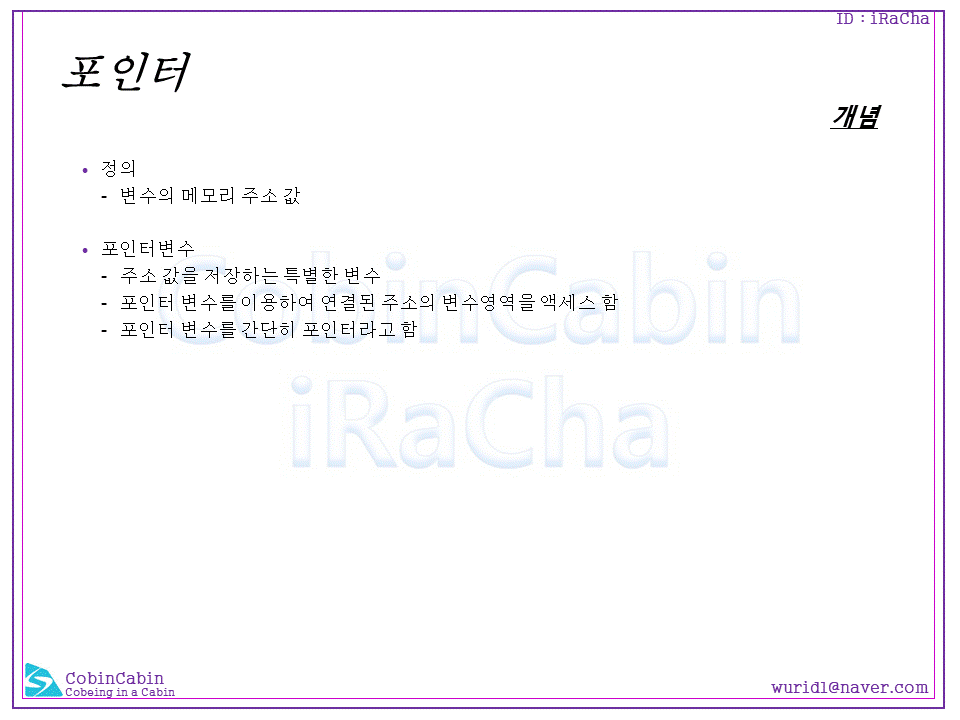 ID : iRaCha
포인터
개념
• 정의
- 변수의 메모리 주소 값
• 포인터변수
- 주소 값을 저장하는 특별한 변수
- 포인터 변수를 이용하여 연결된 주소의 변수영역을 액세스 함
- 포인터 변수를 간단히 포인터라고 함
CobinCabin
iRaCha
CobinCabin
Cobeing in a Cabin
wurid1@naver.com